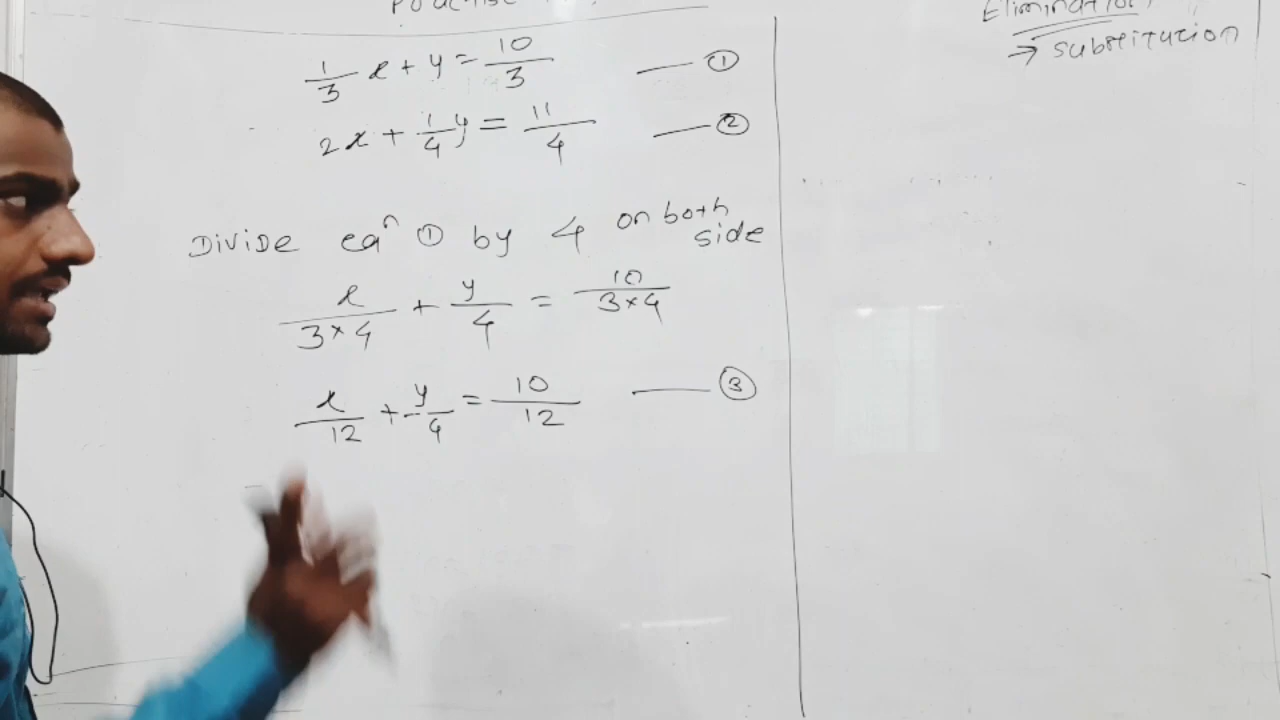 1/3 x + y = 10/3 —— ①
2x + 1/4 y = 11/4 —— ②
Divide eqⁿ ① by 4 on both side
x/3×4 + y/4 = 10/3×4
x/12 + y/4 = 10/12 —— ③
Elimination
→ substitution